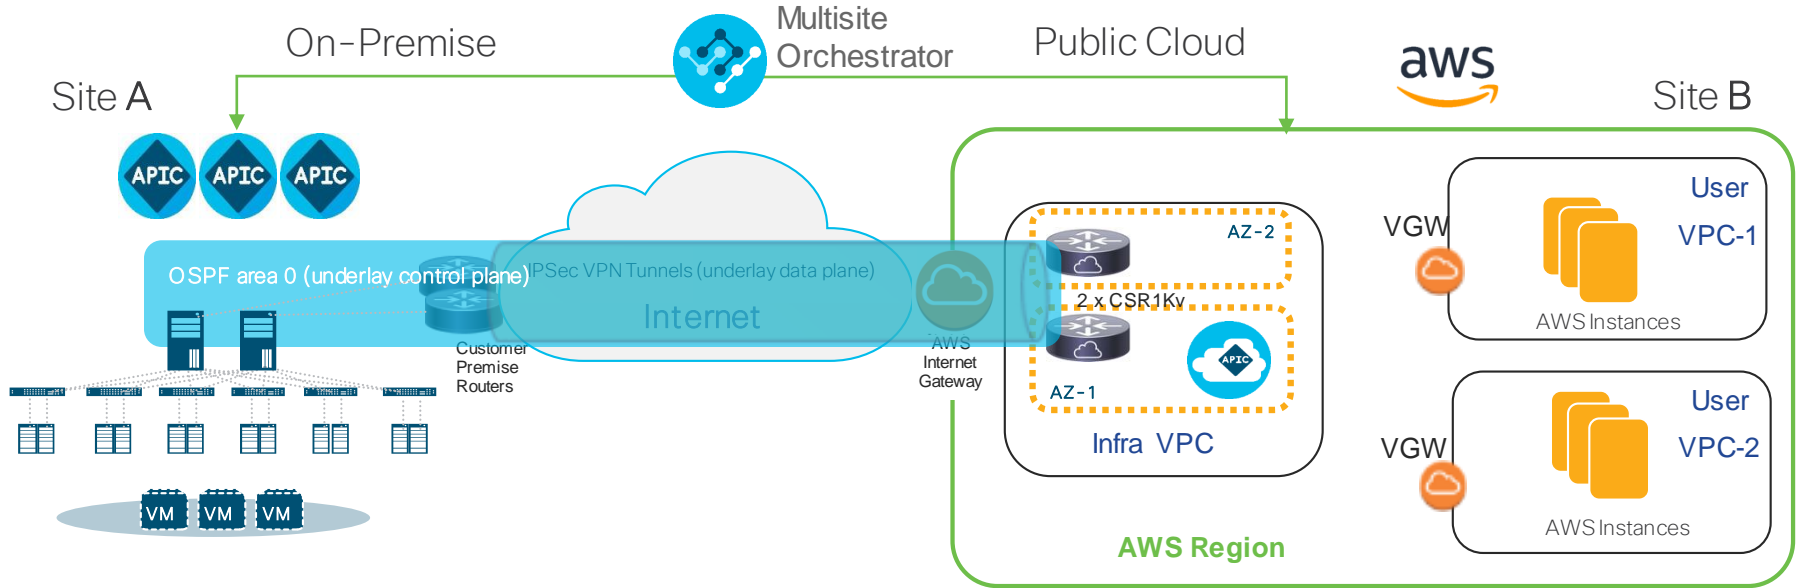 On-Premise
Multisite
Orchestrator
Public Cloud
aws
Site A
Site B
APIC
APIC
APIC
User
VPC-1
VGW
AZ-2
OSPF area 0 (underlay control plane)
IPSec VPN Tunnels (underlay data plane)
Internet
2 x CSR1Kv
AWS Instances
Customer
Premise
Routers
AWS
Internet
Gateway
APIC
AZ-1
Infra VPC
User
VPC-2
VGW
AWS Instances
VM
VM
VM
AWS Region